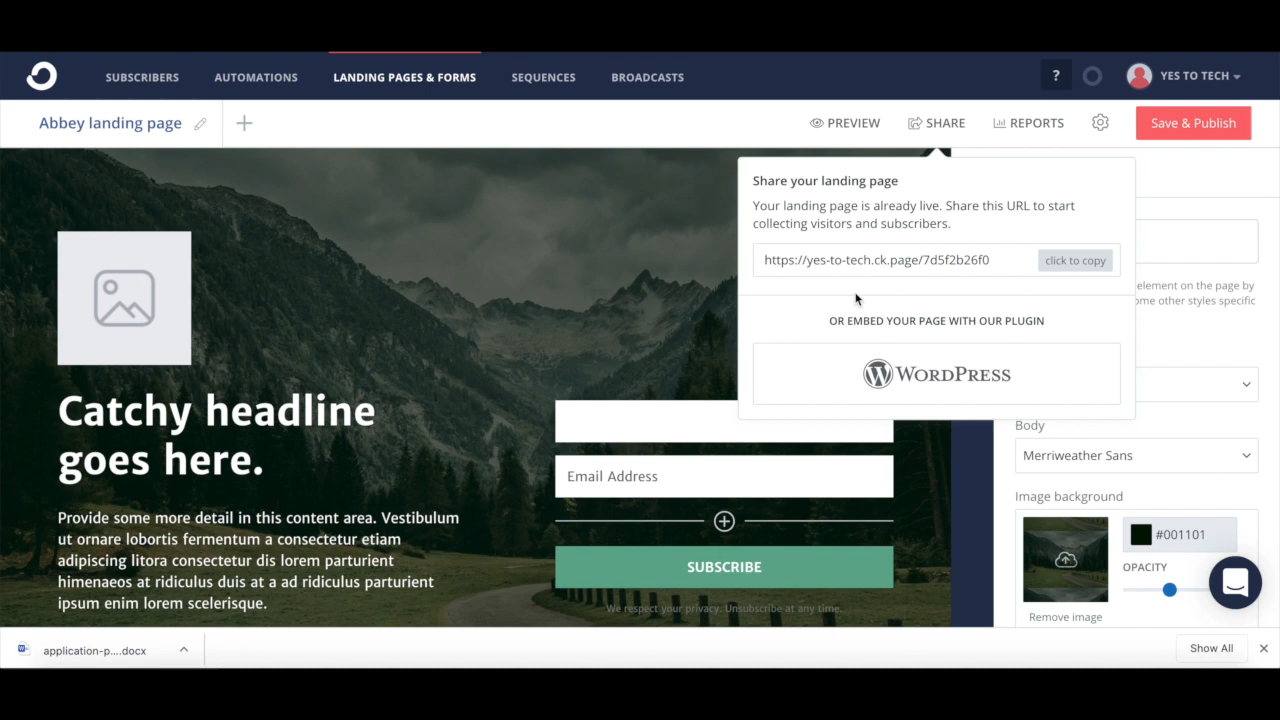 SUBSCRIBERS
AUTOMATIONS
LANDING PAGES & FORMS
SEQUENCES
BROADCASTS
?
YES TO TECH
Abbey landing page
PREVIEW
SHARE
REPORTS
Save & Publish
Share your landing page
Your landing page is already live. Share this URL to start
collecting visitors and subscribers.
https://yes-to-tech.ck.page/7d5f2b26f0
click to copy
OR EMBED YOUR PAGE WITH OUR PLUGIN
WORDPRESS
element on the page by
ome other styles specific
Body
Merriweather Sans
Image background
#001101
OPACITY
Remove image
Catchy headline
goes here.
Provide some more detail in this content area. Vestibulum
ut ornare lobortis fermentum a consectetur etiam
adipiscing litora consectetur dis lorem parturient
himenaeos at ridiculus duis at a ad ridiculus parturient
ipsum enim lorem scelerisque.
Email Address
SUBSCRIBE
We respect your privacy. Unsubscribe at any time.
application-p....docx
Show All